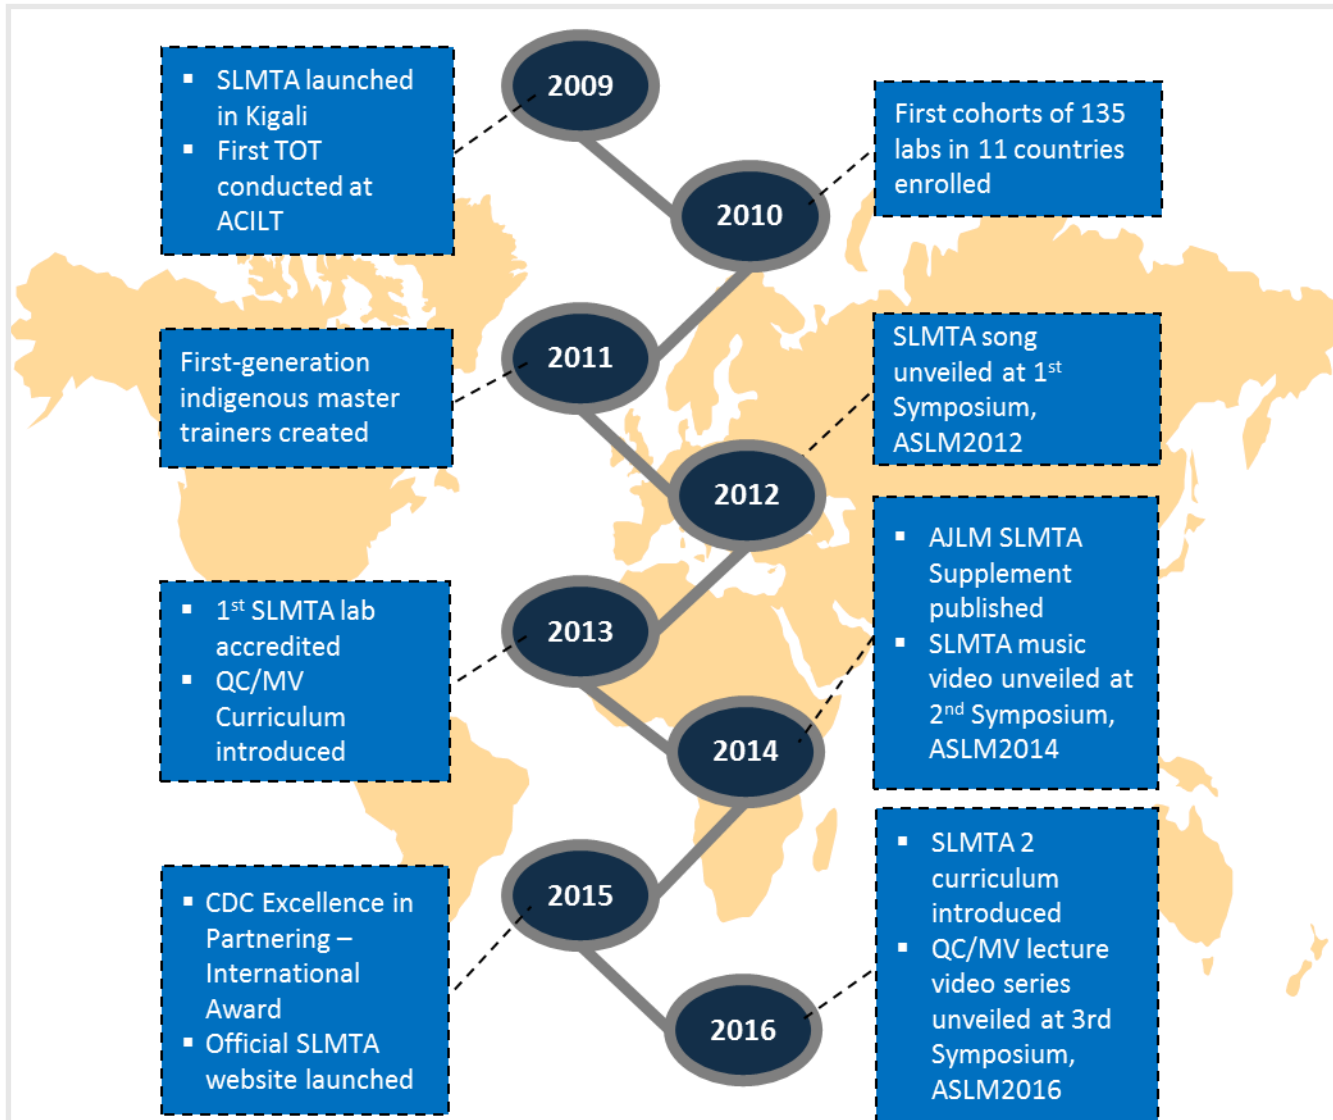 2009
▪ SLMTA launched
in Kigali
▪ First TOT
conducted at
ACILT
2010
First cohorts of 135
labs in 11 countries
enrolled
2011
First-generation
indigenous master
trainers created
2012
SLMTA song
unveiled at 1st
Symposium,
ASLM2012
2013
▪ 1st SLMTA lab
accredited
▪ QC/MV
Curriculum
introduced
2014
▪ AJLM SLMTA
Supplement
published
▪ SLMTA music
video unveiled at
2nd Symposium,
ASLM2014
2015
▪ CDC Excellence in
Partnering –
International
Award
▪ Official SLMTA
website launched
2016
▪ SLMTA 2
curriculum
introduced
▪ QC/MV lecture
video series
unveiled at 3rd
Symposium,
ASLM2016